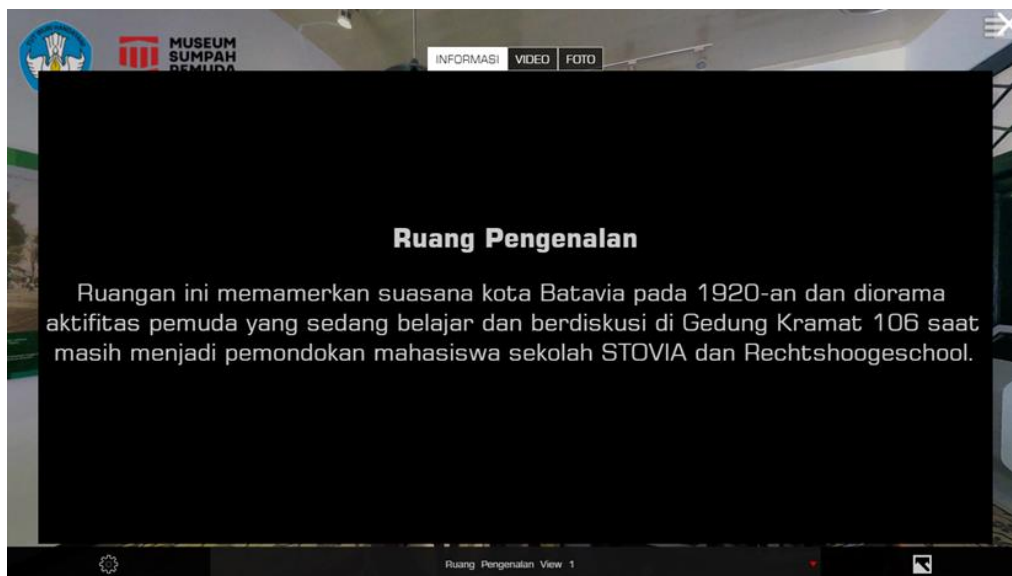 MUSEUM
SUMPAH
PEMUDA
INFORMASI VIDEO FOTO
Ruang Pengenalan
Ruangan ini memamerkan suasana kota Batavia pada 1920-an dan diorama
aktifitas pemuda yang sedang belajar dan berdiskusi di Gedung Kramat 106 saat
masih menjadi pemondokan mahasiswa sekolah STOVIA dan Rechtshoogeschool.
Ruang Pengenalan View 1